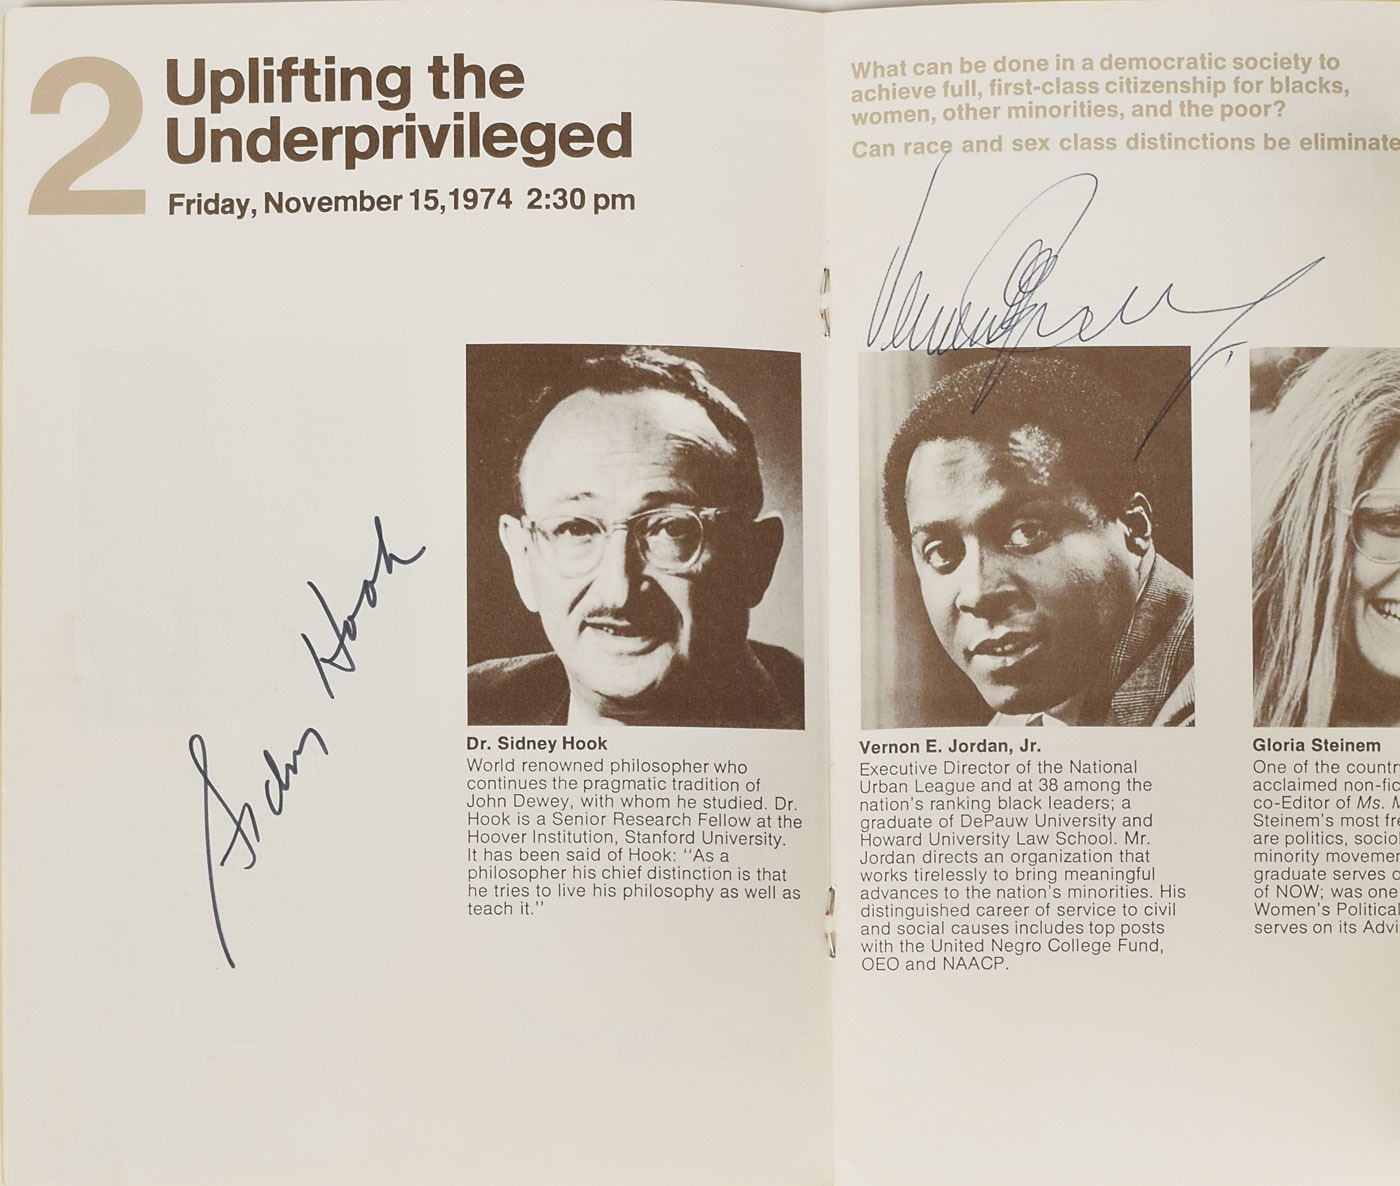 2
Uplifting the
Underprivileged
Friday, November 15,1974 2:30 pm
Sidney Hook
Dr. Sidney Hook
World renowned philosopher who
continues the pragmatic tradition of
John Dewey, with whom he studied. Dr.
Hook is a Senior Research Fellow at the
Hoover Institution, Stanford University.
It has been said of Hook: "As a
philosopher his chief distinction is that
he tries to live his philosophy as well as
teach it."
What can be done in a democratic society to
achieve full, first-class citizenship for blacks,
women, other minorities, and the poor?
Can race and sex class distinctions be eliminate
Vernon E. Jordan, Jr.
Executive Director of the National
Urban League and at 38 among the
nation's ranking black leaders; a
graduate of DePauw University and
Howard University Law School. Mr.
Jordan directs an organization that
works tirelessly to bring meaningful
advances to the nation's minorities. His
distinguished career of service to civil
and social causes includes top posts
with the United Negro College Fund,
OEO and NAACP.
Gloria Steinem
One of the countr
acclaimed non-fic
co-Editor of Ms. M
Steinem's most fre
are politics, socio
minority movemen
graduate serves o
of NOW; was one
Women's Political
serves on its Advi